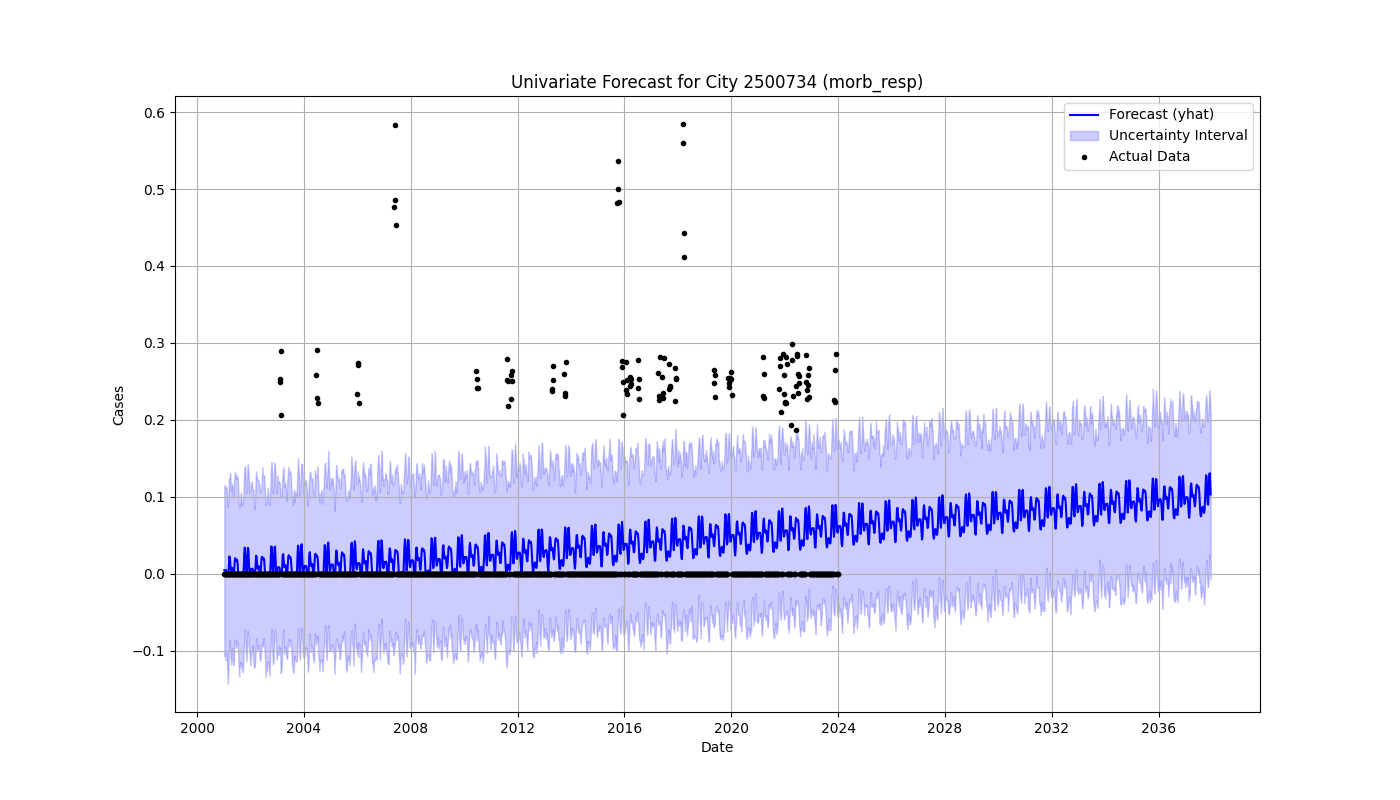 Univariate Forecast for City 2500734 (morb_resp)
Forecast (yhat)
Uncertainty Interval
Actual Data
0.6
0.5
0.4
0.3
0.2
0.1
0.0
−0.1
Cases
2000 2004 2008 2012 2016 2020 2024 2028 2032 2036
Date